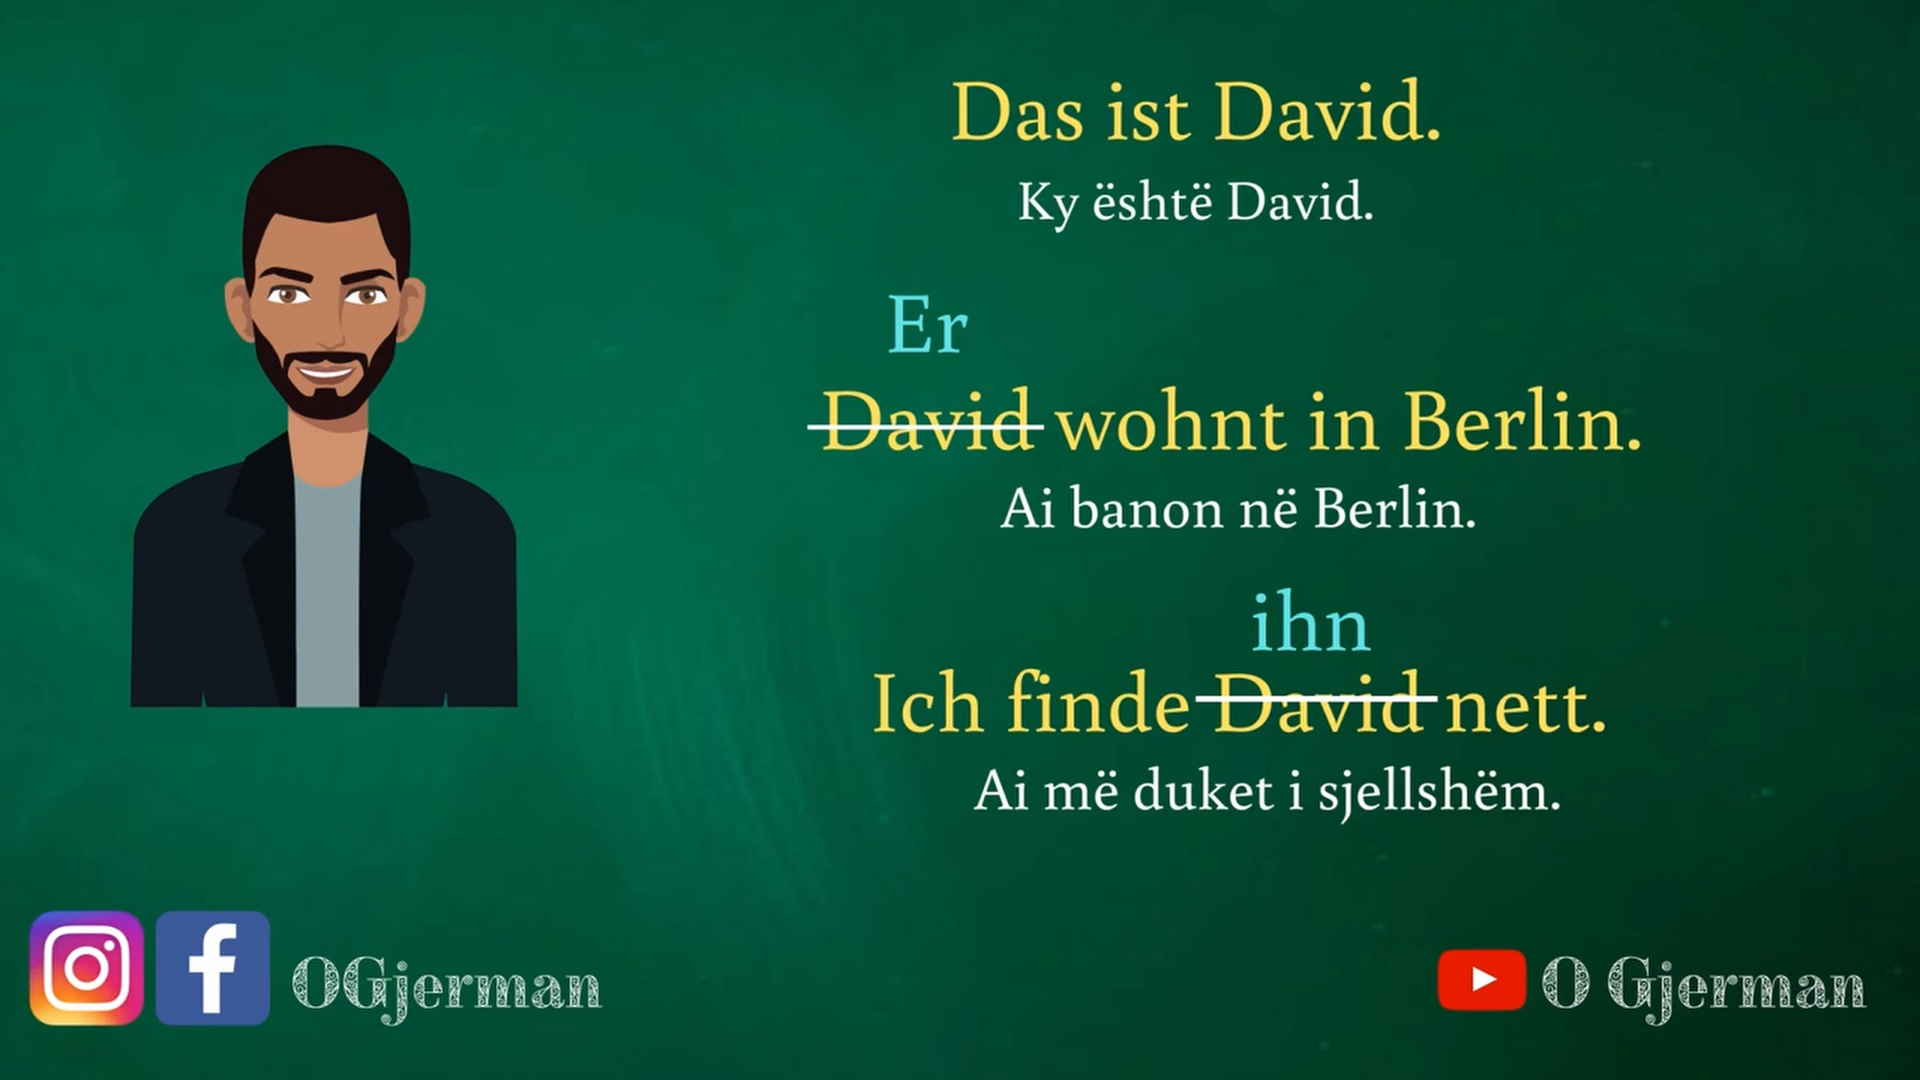 Das ist David.
Ky është David.
Er
David wohnt in Berlin.
Ai banon në Berlin.
ihn
Ich finde David nett.
Ai më duket i sjellshëm.
OGjerman
O Gjerman